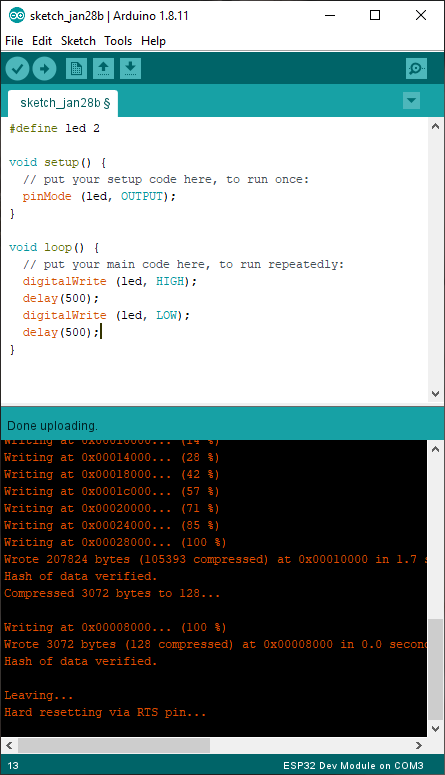 sketch_jan28b | Arduino 1.8.11
File Edit Sketch Tools Help
sketch_jan28b §
#define led 2
void setup() {
// put your setup code here, to run once:
pinMode (led, OUTPUT);
}
void loop() {
// put your main code here, to run repeatedly:
digitalWrite (led, HIGH);
delay(500);
digitalWrite (led, LOW);
delay(500);
}
Done uploading.
Writing at 0x00010000... (14 %)
Writing at 0x00014000... (28 %)
Writing at 0x00018000... (42 %)
Writing at 0x0001c000... (57 %)
Writing at 0x00020000... (71 %)
Writing at 0x00024000... (85 %)
Writing at 0x00028000... (100 %)
Wrote 207824 bytes (105393 compressed) at 0x00010000 in 1.7 s
Hash of data verified.
Compressed 3072 bytes to 128...
Writing at 0x00008000... (100 %)
Wrote 3072 bytes (128 compressed) at 0x00008000 in 0.0 second
Hash of data verified.
Leaving...
Hard resetting via RTS pin...
13 ESP32 Dev Module on COM3